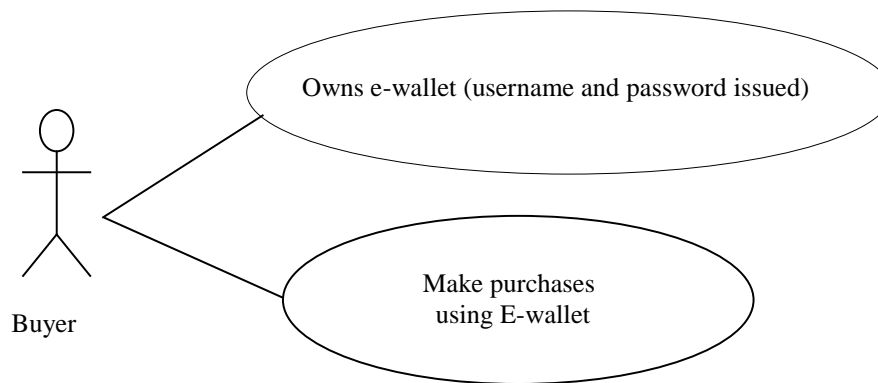 Owns e-wallet (username and password issued)
Make purchases
using E-wallet
Buyer